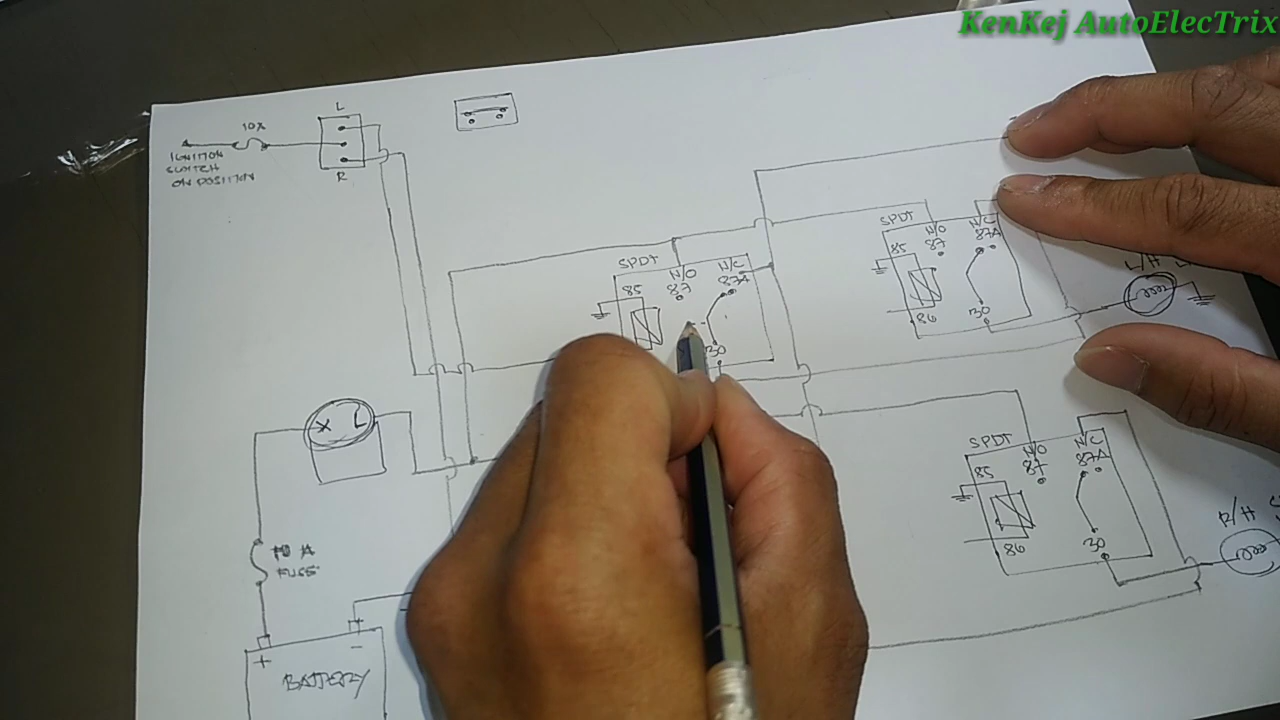 KenKej AutoElecTrix
L
10A
IGNITION
SWITCH
ON POSITION
R
SPDT
N/O
87
N/C
87A
85
30
SPDT
N/O
87
N/C
87A
85
86
30
L/H
X L
10 A
FUSE
+ -
BATTERY
SPDT
N/O
87
N/C
87A
85
86
30
R/H